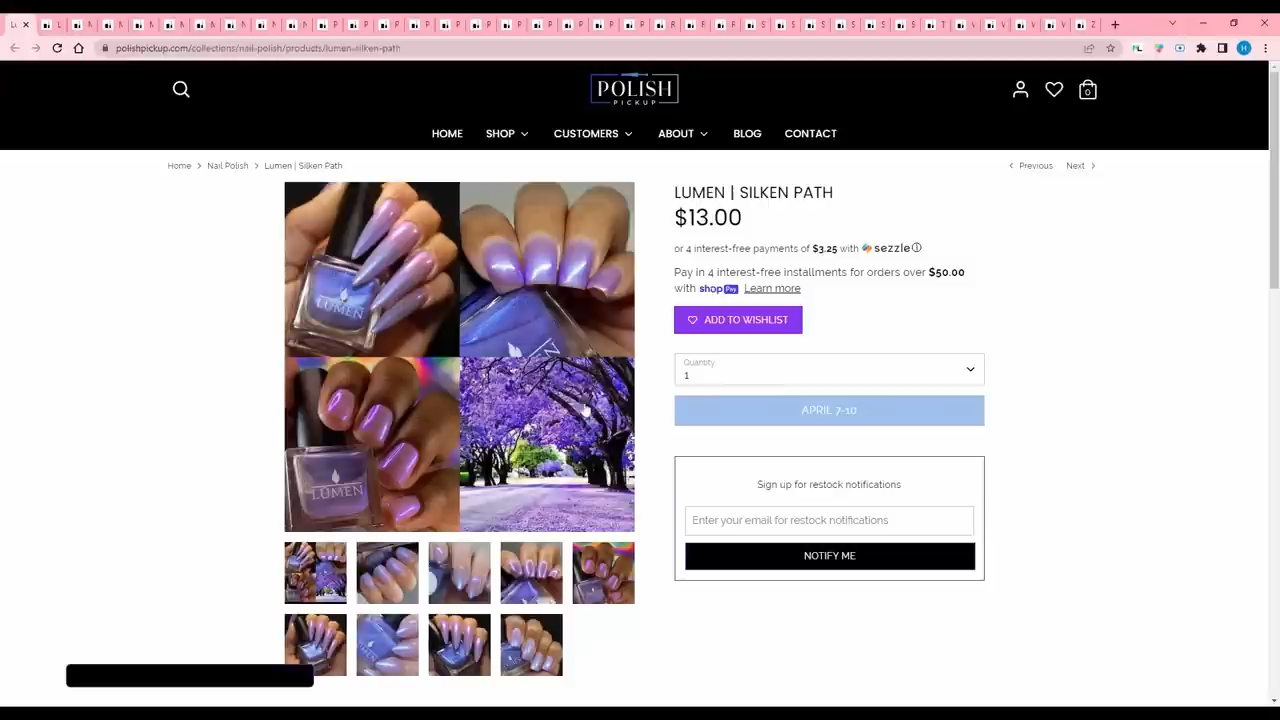 polishpickup.com/collections/nail-polish/products/lumen-silken-path
POLISH
PICKUP
0
HOME SHOP CUSTOMERS ABOUT BLOG CONTACT
Home > Nail Polish > Lumen | Silken Path
< Previous Next >
LUMEN | SILKEN PATH
$13.00
or 4 interest-free payments of $3.25 with sezzle
Pay in 4 interest-free installments for orders over $50.00
with shop Pay Learn more
ADD TO WISHLIST
Quantity
1
APRIL 7-10
Sign up for restock notifications
Enter your email for restock notifications
NOTIFY ME
LUMEN
LUMEN